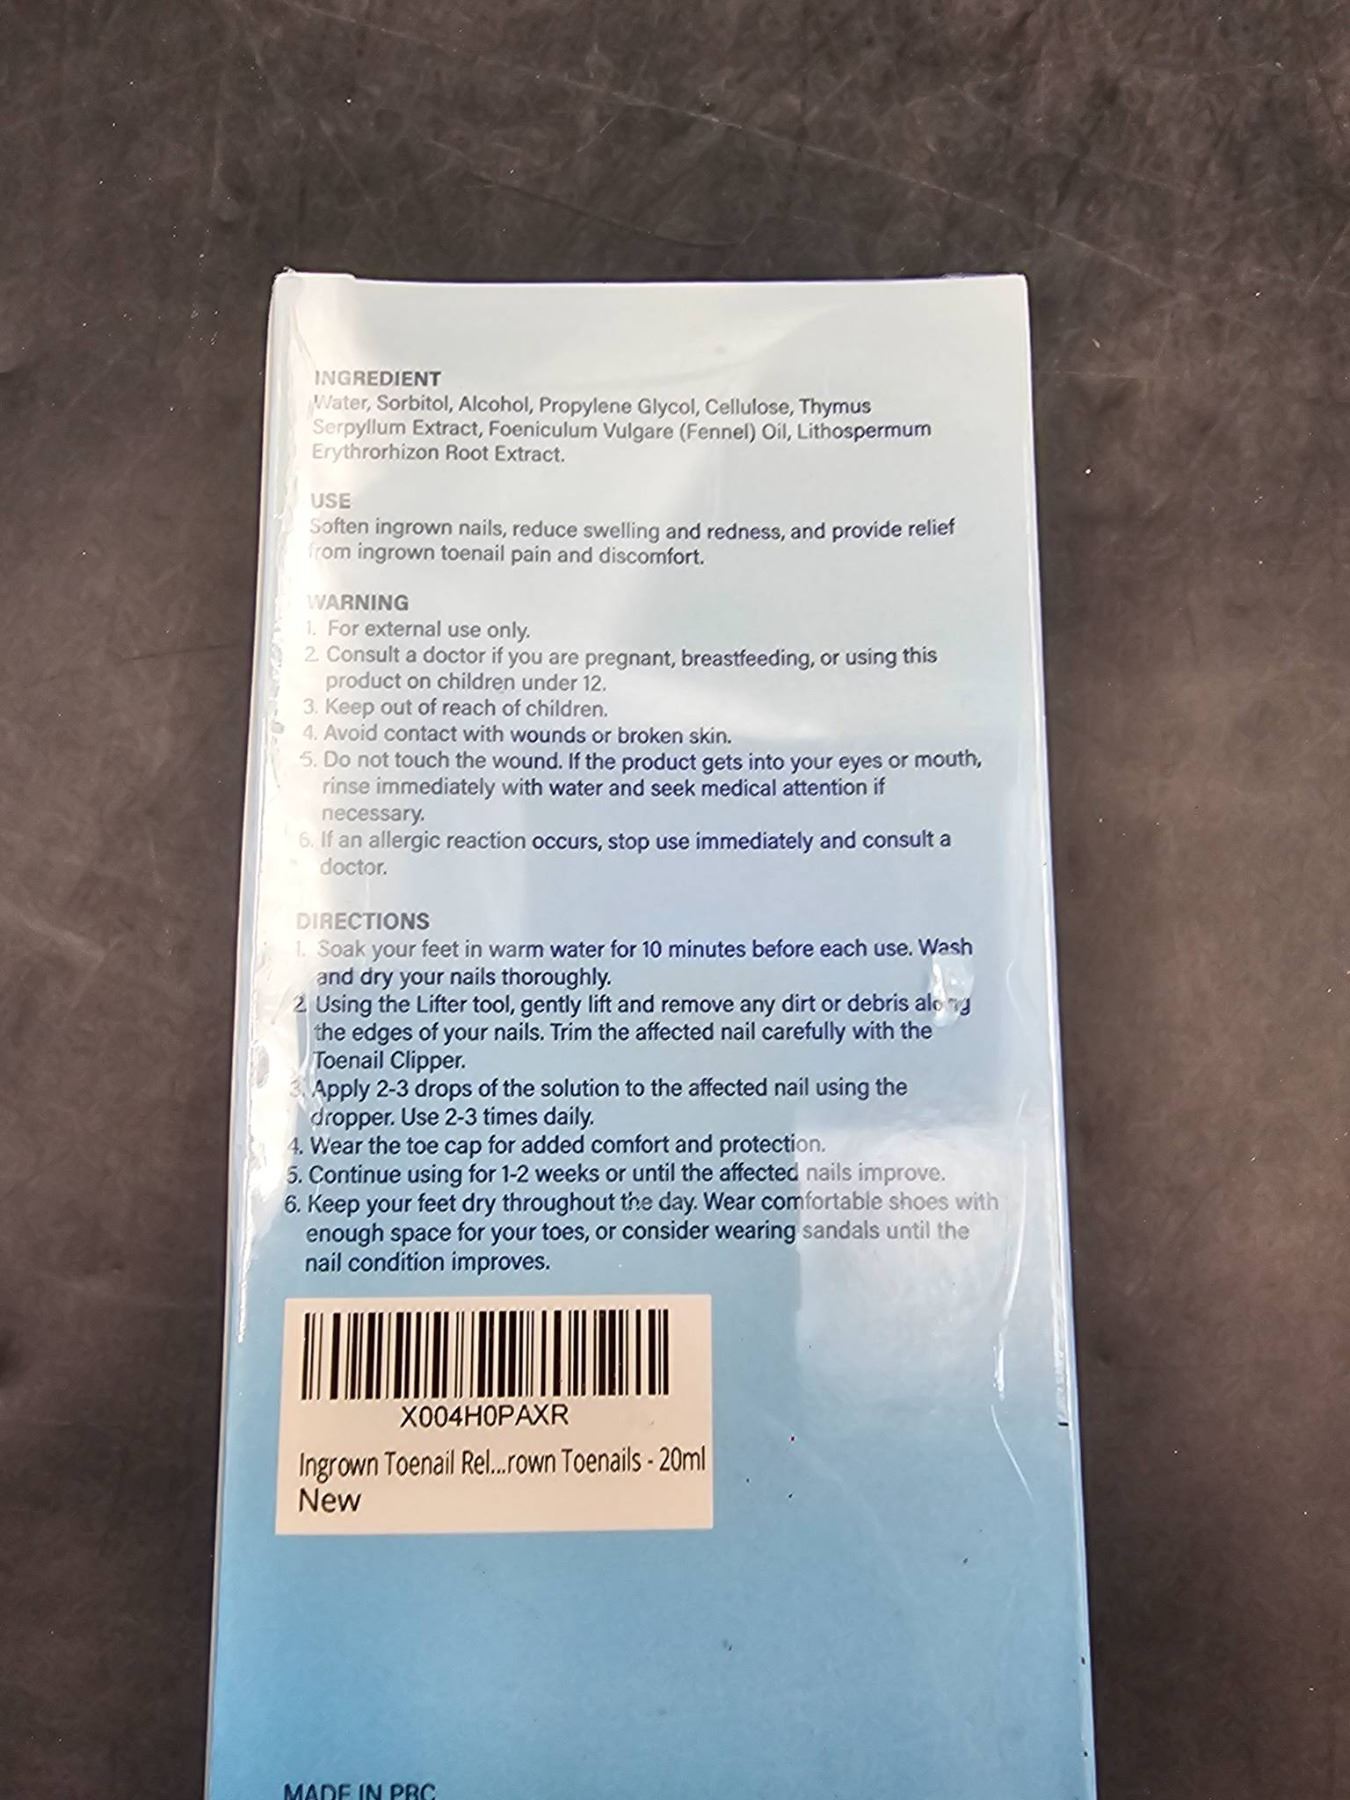 INGREDIENT
Water, Sorbitol, Alcohol, Propylene Glycol, Cellulose, Thymus
Serpyllum Extract, Foeniculum Vulgare (Fennel) Oil, Lithospermum
Erythrorhizon Root Extract.
USE
Soften ingrown nails, reduce swelling and redness, and provide relief
from ingrown toenail pain and discomfort.
WARNING
1. For external use only.
2. Consult a doctor if you are pregnant, breastfeeding, or using this
product on children under 12.
3. Keep out of reach of children.
4. Avoid contact with wounds or broken skin.
5. Do not touch the wound. If the product gets into your eyes or mouth,
rinse immediately with water and seek medical attention if
necessary.
6. If an allergic reaction occurs, stop use immediately and consult a
doctor.
DIRECTIONS
1. Soak your feet in warm water for 10 minutes before each use. Wash
and dry your nails thoroughly.
2. Using the Lifter tool, gently lift and remove any dirt or debris along
the edges of your nails. Trim the affected nail carefully with the
Toenail Clipper.
3. Apply 2-3 drops of the solution to the affected nail using the
dropper. Use 2-3 times daily.
4. Wear the toe cap for added comfort and protection.
5. Continue using for 1-2 weeks or until the affected nails improve.
6. Keep your feet dry throughout the day. Wear comfortable shoes with
enough space for your toes, or consider wearing sandals until the
nail condition improves.
X004H0PAXR
Ingrown Toenail Rel...rown Toenails - 20ml
New
MADE IN PRC